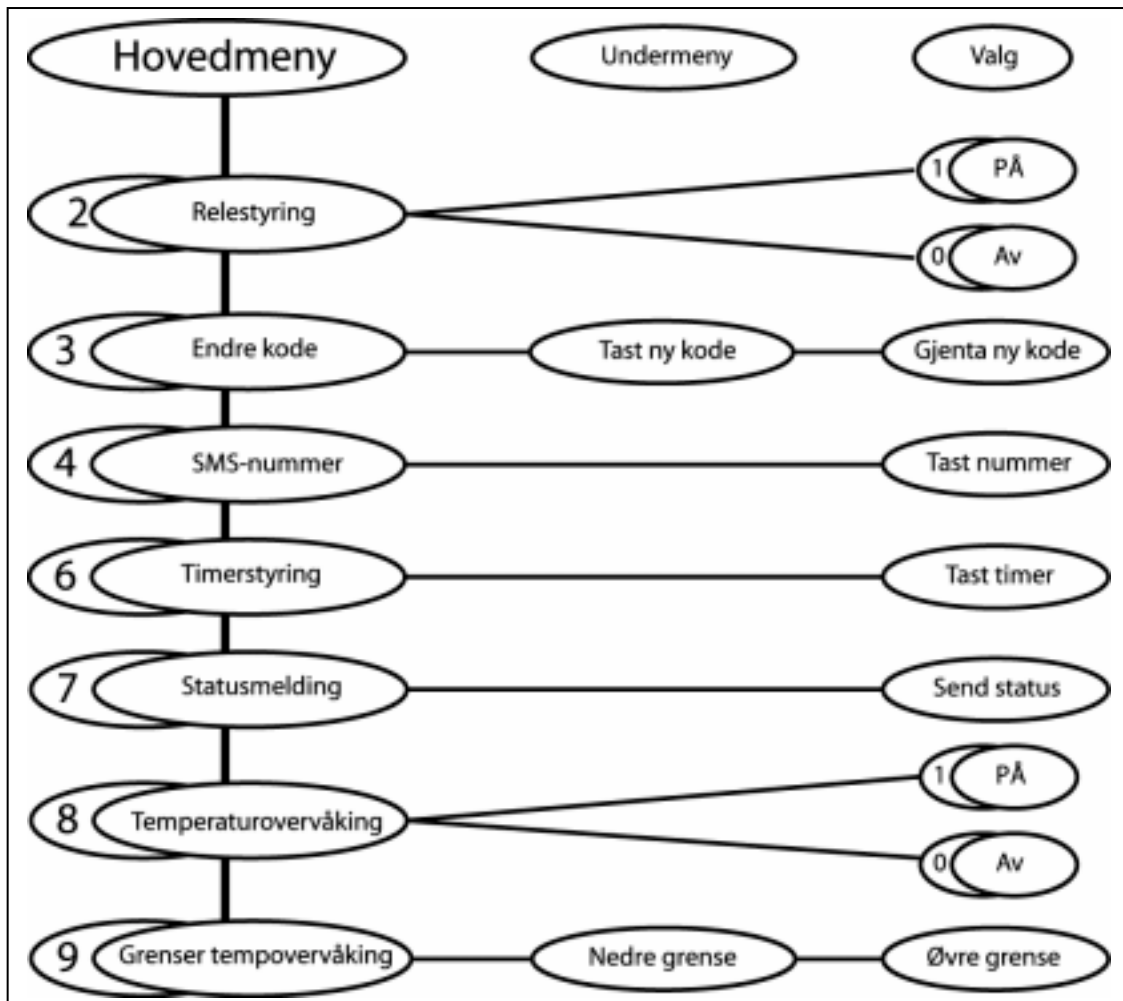 Hovedmeny Undermeny Valg
1 PÅ
2 Relestyring
0 Av
3 Endre kode Tast ny kode Gjenta ny kode
4 SMS-nummer Tast nummer
6 Timerstyring Tast timer
7 Statusmelding Send status
1 PÅ
8 Temperaturovervåking
0 Av
9 Grenser tempovervåking Nedre grense Øvre grense